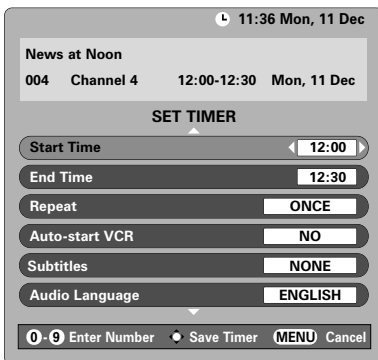 11:36 Mon, 11 Dec
News at Noon
004 Channel 4 12:00-12:30 Mon, 11 Dec
SET TIMER
Start Time 12:00
End Time 12:30
Repeat ONCE
Auto-start VCR NO
Subtitles NONE
Audio Language ENGLISH
0-9 Enter Number Save Timer MENU Cancel